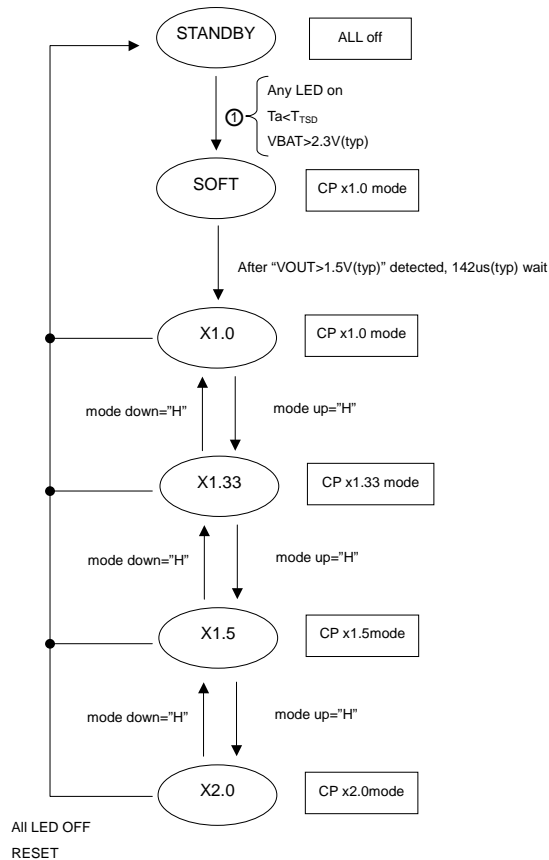 STANDBY
ALL off
Any LED on
① Ta<TTSD
VBAT>2.3V(typ)
SOFT
CP x1.0 mode
After “VOUT>1.5V(typ)” detected, 142us(typ) wait
X1.0
CP x1.0 mode
mode down=”H”
mode up=”H”
X1.33
CP x1.33 mode
mode down=”H”
mode up=”H”
X1.5
CP x1.5mode
mode down=”H”
mode up=”H”
X2.0
CP x2.0mode
All LED OFF
RESET